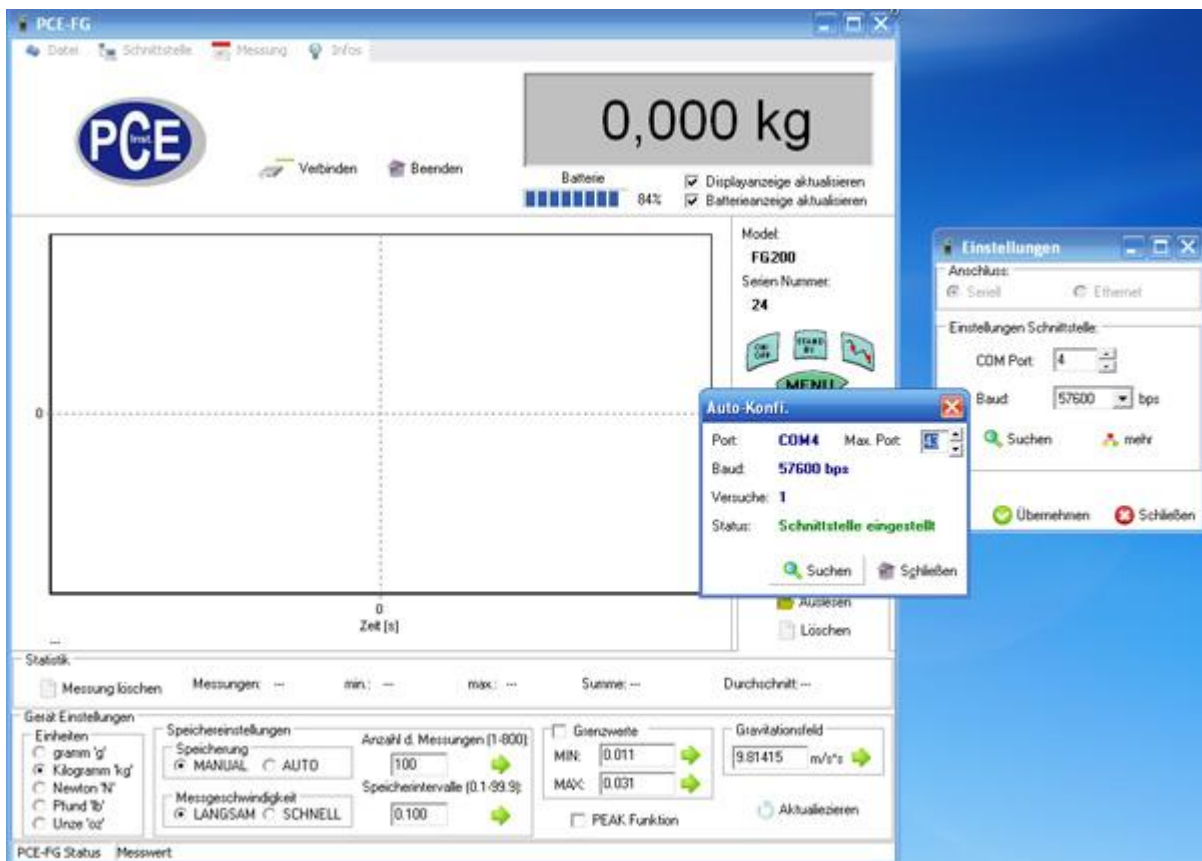 PCE-FG
Datei Schnittstelle Messung Infos
PCE
Inst.
Verbinden Beenden
0,000 kg
Batterie
84%
Displayanzeige aktualisieren
Batterieanzeige aktualisieren
Model:
FG200
Serien Nummer:
24
ON OFF
STAND BY
MENU
0
0
Zeit [s]
...
Auslesen
Löschen
Einstellungen
Anschluss:
Seriell Ethernet
Einstellungen Schnittstelle:
COM Port: 4
Baud: 57600 bps
Suchen mehr
Übernehmen Schließen
Auto-Konfi.
Port: COM4 Max. Port: 43
Baud: 57600 bps
Versuche: 1
Status: Schnittstelle eingestellt
Suchen Schließen
Statistik
Messung löschen Messungen: --- min.: --- max.: --- Summe: --- Durchschnitt: ---
Gerät Einstellungen
Einheiten
gramm 'g'
Kilogramm 'kg'
Newton 'N'
Pfund 'lb'
Unze 'oz'
Speichereinstellungen
Speicherung
MANUAL AUTO
Messgeschwindigkeit
LANGSAM SCHNELL
Anzahl d. Messungen (1-800):
100
Speicherintervalle (0.1-99.9):
0.100
Grenzwerte
MIN: 0.011
MAX: 0.031
PEAK Funktion
Gravitationsfeld
9.81415 m/s*s
Aktualiezieren
PCE-FG Status Messwert